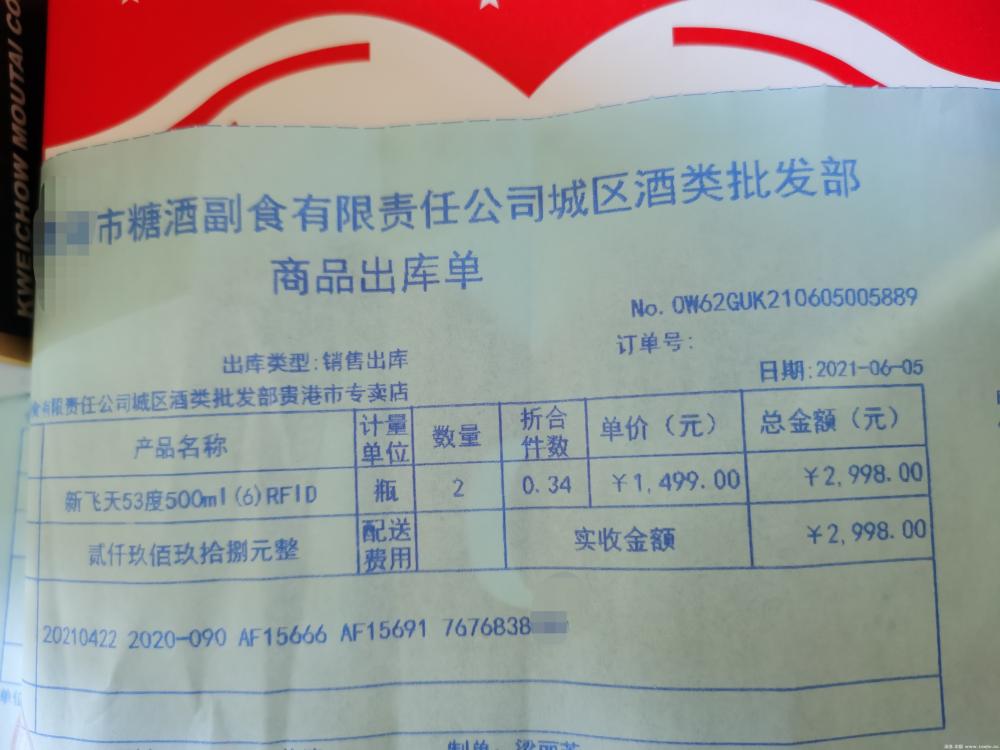 KWEICHOW MOUTAI CO
市糖酒副食有限责任公司城区酒类批发部
商品出库单
No. OW62GUK210605005889
订单号:
出库类型:销售出库
日期:2021-06-05
食有限责任公司城区酒类批发部贵港市专卖店
产品名称 计量单位 数量 折合件数 单价（元） 总金额（元）
新飞天53度500ml(6)RFID 瓶 2 0.34 ￥1,499.00 ￥2,998.00
贰仟玖佰玖拾捌元整 配送费用 实收金额 ￥2,998.00
20210422 2020-090 AF15666 AF15691 7676838
制单: